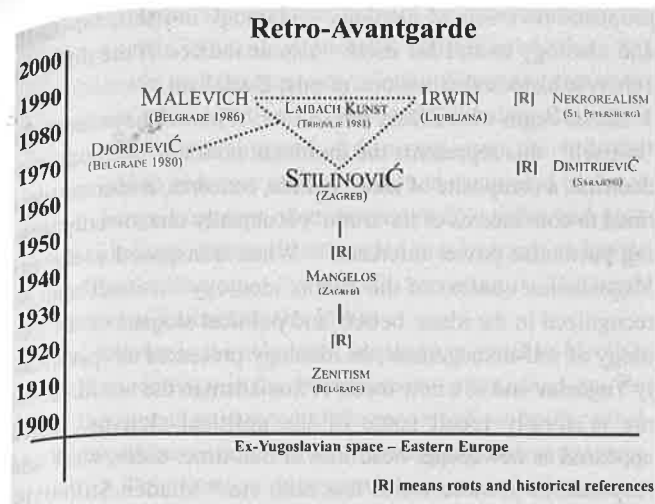 Retro-Avantgarde
2000
1990
1980
1970
1960
1950
1940
1930
1920
1910
1900
MALEVICH
(BELGRADE 1986)
LAIBACH KUNST
IRWIN
(LJUBLJANA)
|R| NEKROREALISM
(ST. PETERSBURG)
DJORDJEVIĆ
(BELGRADE 1980)
STILINOVIĆ
(ZAGREB)
|R| DIMITRIJEVIĆ
(SARAJEVO)
|R|
MANGELOS
(ZAGREB)
|R|
ZENITISM
(BELGRADE)
Ex-Yugoslavian space – Eastern Europe
|R| means roots and historical references